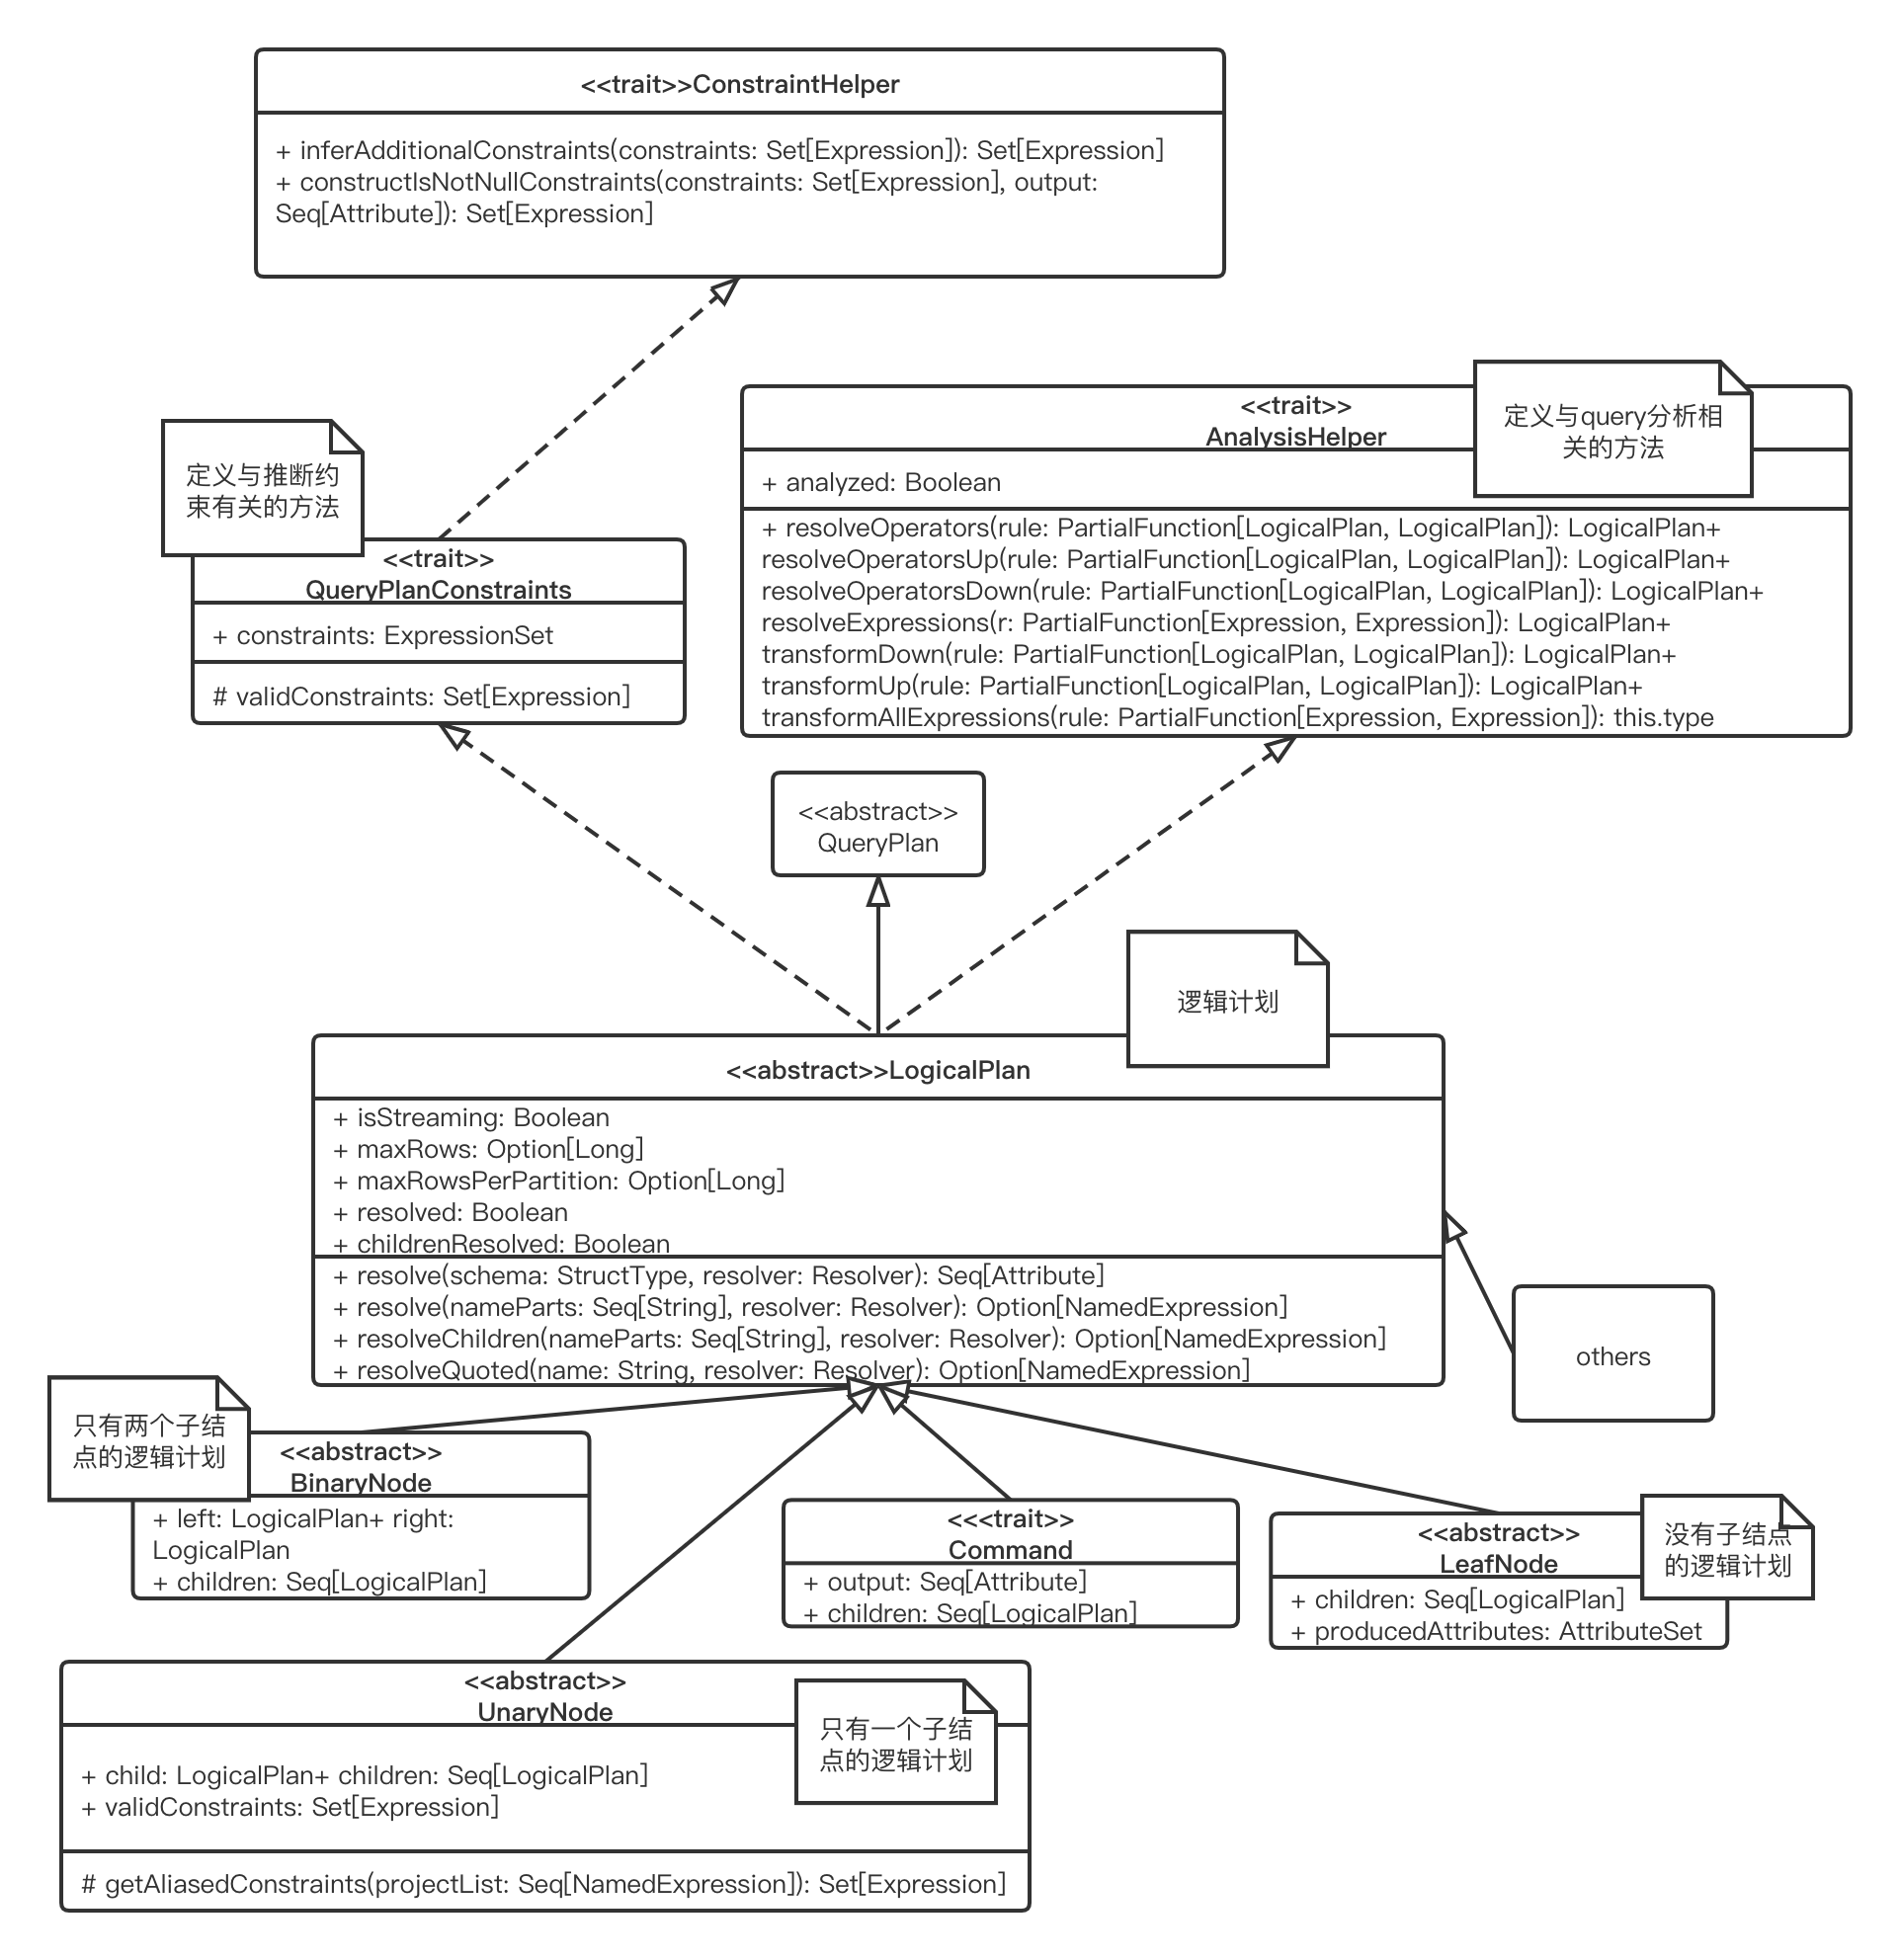 <<trait>>ConstraintHelper
+ inferAdditionalConstraints(constraints: Set[Expression]): Set[Expression]
+ constructIsNotNullConstraints(constraints: Set[Expression], output:
Seq[Attribute]): Set[Expression]
定义与推断约
束有关的方法
<<trait>>
QueryPlanConstraints
+ constraints: ExpressionSet
# validConstraints: Set[Expression]
定义与query分析相
关的方法
<<trait>>
AnalysisHelper
+ analyzed: Boolean
+ resolveOperators(rule: PartialFunction[LogicalPlan, LogicalPlan]): LogicalPlan+
resolveOperatorsUp(rule: PartialFunction[LogicalPlan, LogicalPlan]): LogicalPlan+
resolveOperatorsDown(rule: PartialFunction[LogicalPlan, LogicalPlan]): LogicalPlan+
resolveExpressions(r: PartialFunction[Expression, Expression]): LogicalPlan+
transformDown(rule: PartialFunction[LogicalPlan, LogicalPlan]): LogicalPlan+
transformUp(rule: PartialFunction[LogicalPlan, LogicalPlan]): LogicalPlan+
transformAllExpressions(rule: PartialFunction[Expression, Expression]): this.type
<<abstract>>
QueryPlan
逻辑计划
<<abstract>>LogicalPlan
+ isStreaming: Boolean
+ maxRows: Option[Long]
+ maxRowsPerPartition: Option[Long]
+ resolved: Boolean
+ childrenResolved: Boolean
+ resolve(schema: StructType, resolver: Resolver): Seq[Attribute]
+ resolve(nameParts: Seq[String], resolver: Resolver): Option[NamedExpression]
+ resolveChildren(nameParts: Seq[String], resolver: Resolver): Option[NamedExpression]
+ resolveQuoted(name: String, resolver: Resolver): Option[NamedExpression]
others
只有两个子结
点的逻辑计划
<<abstract>>
BinaryNode
+ left: LogicalPlan+ right:
LogicalPlan
+ children: Seq[LogicalPlan]
<<<trait>>
Command
+ output: Seq[Attribute]
+ children: Seq[LogicalPlan]
<<abstract>>
LeafNode
+ children: Seq[LogicalPlan]
+ producedAttributes: AttributeSet
没有子结点
的逻辑计划
<<abstract>>
UnaryNode
只有一个子结
点的逻辑计划
+ child: LogicalPlan+ children: Seq[LogicalPlan]
+ validConstraints: Set[Expression]
# getAliasedConstraints(projectList: Seq[NamedExpression]): Set[Expression]